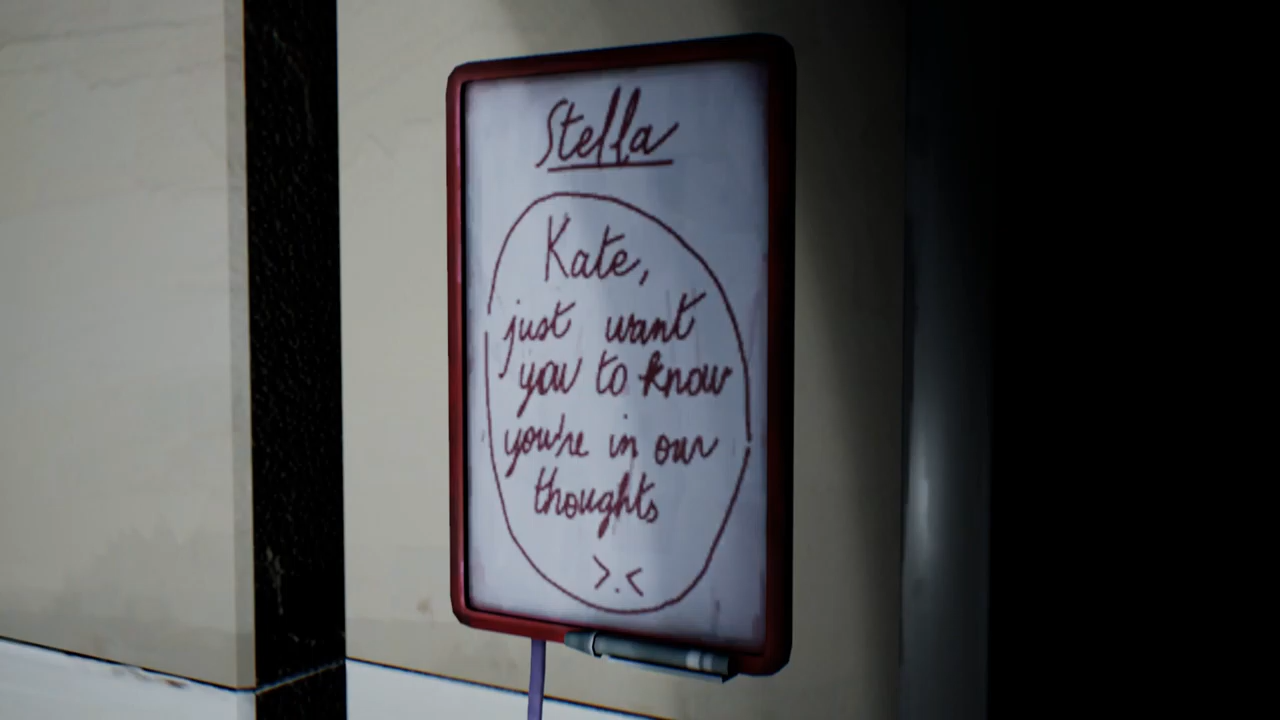 Stella
Kate,
just want
you to know
you're in our
thoughts
>.<